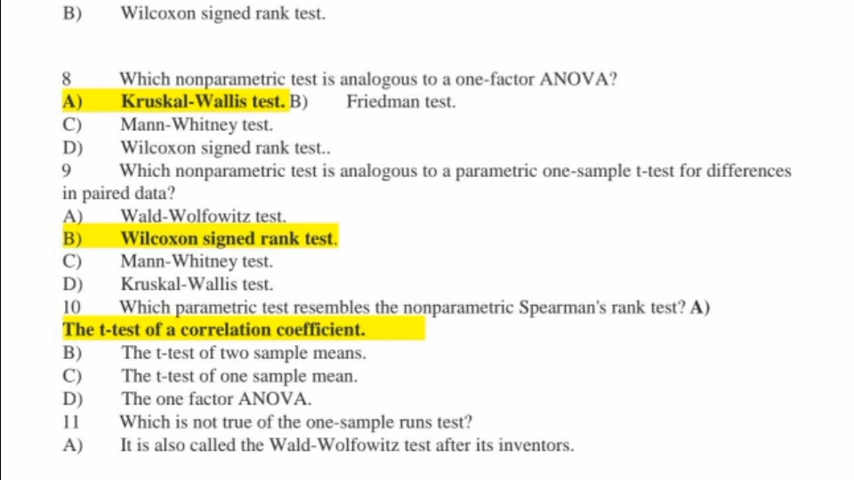 B) Wilcoxon signed rank test.
8 Which nonparametric test is analogous to a one-factor ANOVA?
A) Kruskal-Wallis test. B) Friedman test.
C) Mann-Whitney test.
D) Wilcoxon signed rank test..
9 Which nonparametric test is analogous to a parametric one-sample t-test for differences
in paired data?
A) Wald-Wolfowitz test.
B) Wilcoxon signed rank test.
C) Mann-Whitney test.
D) Kruskal-Wallis test.
10 Which parametric test resembles the nonparametric Spearman's rank test? A)
The t-test of a correlation coefficient.
B) The t-test of two sample means.
C) The t-test of one sample mean.
D) The one factor ANOVA.
11 Which is not true of the one-sample runs test?
A) It is also called the Wald-Wolfowitz test after its inventors.